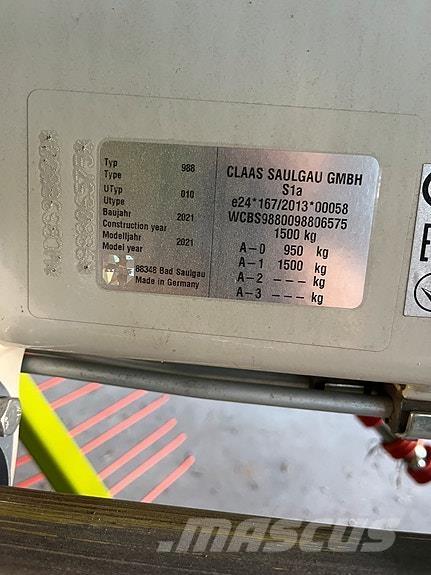 Typ 988
Type
UTyp 010
Utype
Baujahr 2021
Construction year
Modelljahr 2021
Model year
88348 Bad Saulgau
Made in Germany
CLAAS SAULGAU GMBH
S1a
e24*167/2013*00058
WCBS9880098806575
1500 kg
A-0 950 kg
A-1 1500 kg
A-2 --- kg
A-3 --- kg
MASCUS